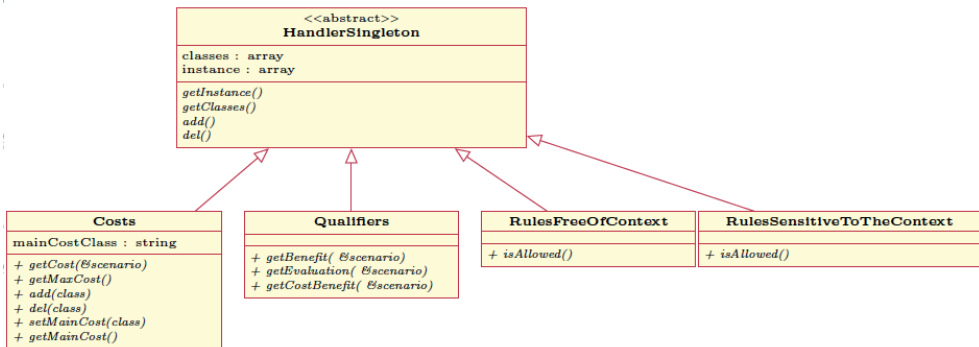 <<abstract>>
HandlerSingleton
classes : array
instance : array
getInstance()
getClasses()
add()
del()
Costs
mainCostClass : string
+ getCost(&scenario)
+ getMaxCost()
+ add(class)
+ del(class)
+ setMainCost(class)
+ getMainCost()
Qualifiers
+ getBenefit( &scenario)
+ getEvaluation( &scenario)
+ getCostBenefit( &scenario)
RulesFreeOfContext
+ isAllowed()
RulesSensitiveToTheContext
+ isAllowed()